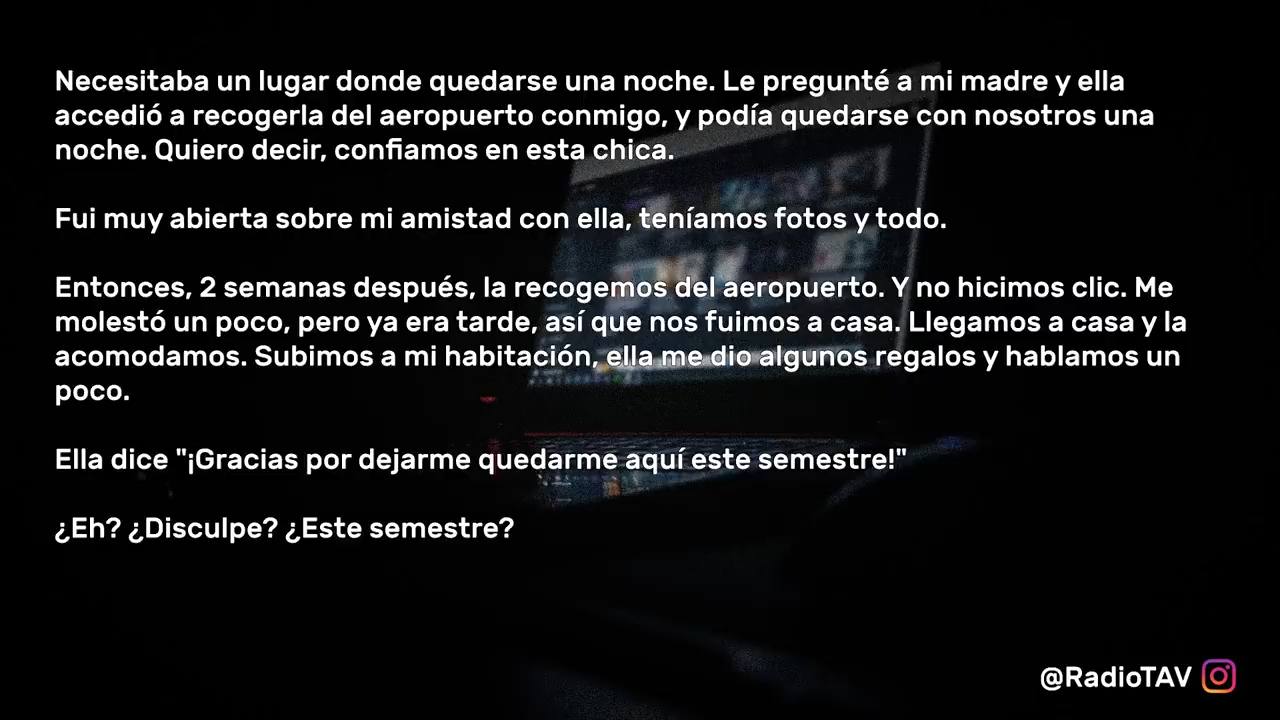 Necesitaba un lugar donde quedarse una noche. Le pregunté a mi madre y ella
accedió a recogerla del aeropuerto conmigo, y podía quedarse con nosotros una
noche. Quiero decir, confiamos en esta chica.
Fui muy abierta sobre mi amistad con ella, teníamos fotos y todo.
Entonces, 2 semanas después, la recogemos del aeropuerto. Y no hicimos clic. Me
molestó un poco, pero ya era tarde, así que nos fuimos a casa. Llegamos a casa y la
acomodamos. Subimos a mi habitación, ella me dio algunos regalos y hablamos un
poco.
Ella dice "¡Gracias por dejarme quedarme aquí este semestre!"
¿Eh? ¿Disculpe? ¿Este semestre?
@RadioTAV